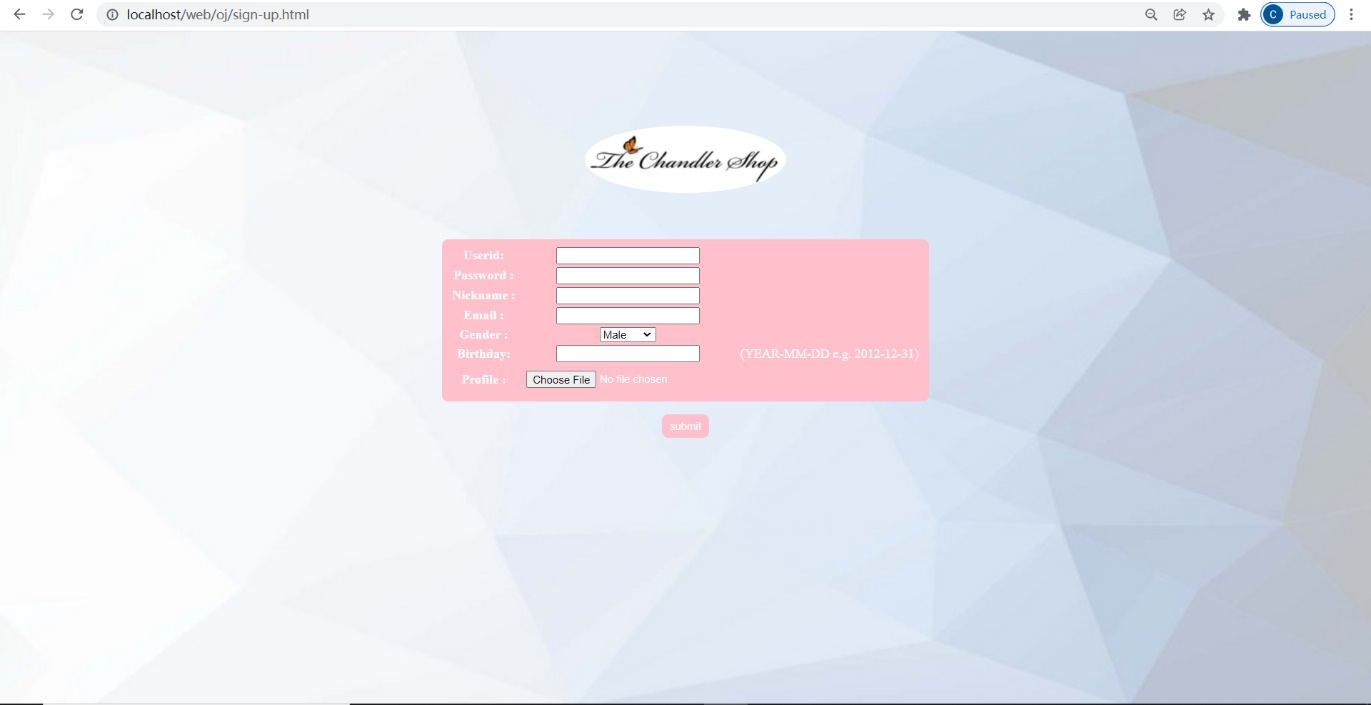 localhost/web/oj/sign-up.html
C Paused
The Chandler Shop
Userid:
Password :
Nickname :
Email :
Gender : Male
Birthday: (YEAR-MM-DD e.g. 2012-12-31)
Profile : Choose File No file chosen
submit